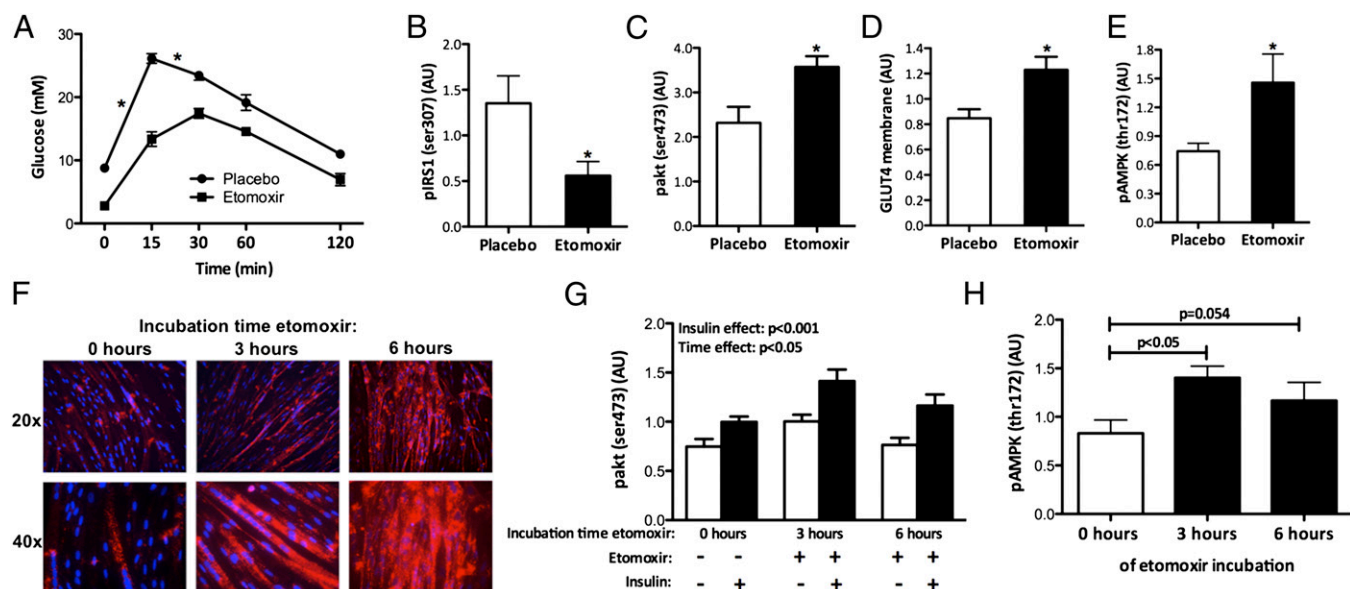 A
30
20
10
0
Glucose (mM)
*
*
Placebo
Etomoxir
0 15 30 60 120
Time (min)
B
2.0
1.5
1.0
0.5
0.0
pIRS1 (ser307) (AU)
*
Placebo Etomoxir
C
4.0
3.0
2.0
1.0
0.0
pakt (ser473) (AU)
*
Placebo Etomoxir
D
1.4
1.2
1.0
0.8
0.6
0.4
0.2
0.0
GLUT4 membrane (AU)
*
Placebo Etomoxir
E
1.8
1.5
1.2
0.9
0.6
0.3
0.0
pAMPK (thr172) (AU)
*
Placebo Etomoxir
F
Incubation time etomoxir:
0 hours 3 hours 6 hours
20x
40x
G
2.0
1.5
1.0
0.5
0.0
pakt (ser473) (AU)
Insulin effect: p<0.001
Time effect: p<0.05
Incubation time etomoxir: 0 hours 3 hours 6 hours
Etomoxir: - - + + + +
Insulin: - + - + - +
H
2.0
1.5
1.0
0.5
0.0
pAMPK (thr172) (AU)
p=0.054
p<0.05
0 hours 3 hours 6 hours
of etomoxir incubation